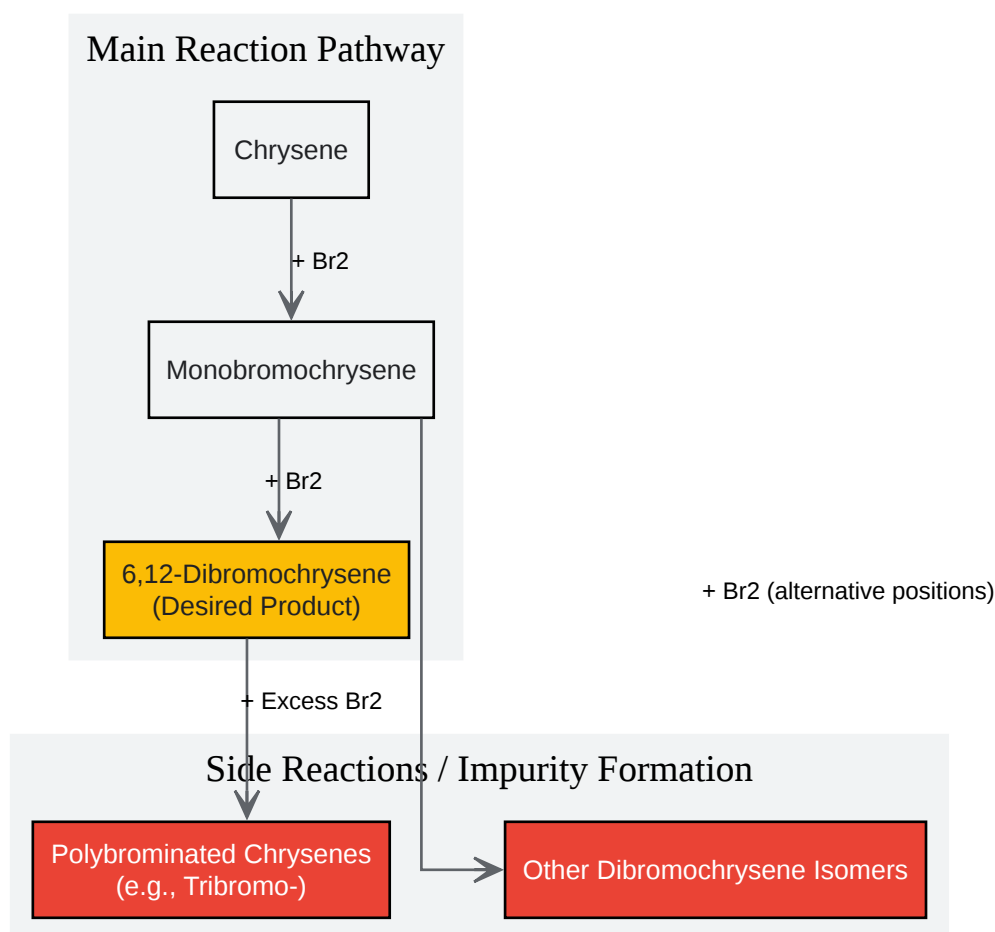 Main Reaction Pathway
Chrysene
+ Br2
Monobromochrysene
+ Br2
6,12-Dibromochrysene
(Desired Product)
+ Br2 (alternative positions)
+ Excess Br2
Side Reactions / Impurity Formation
Polybrominated Chrysenes
(e.g., Tribromo-)
Other Dibromochrysene Isomers